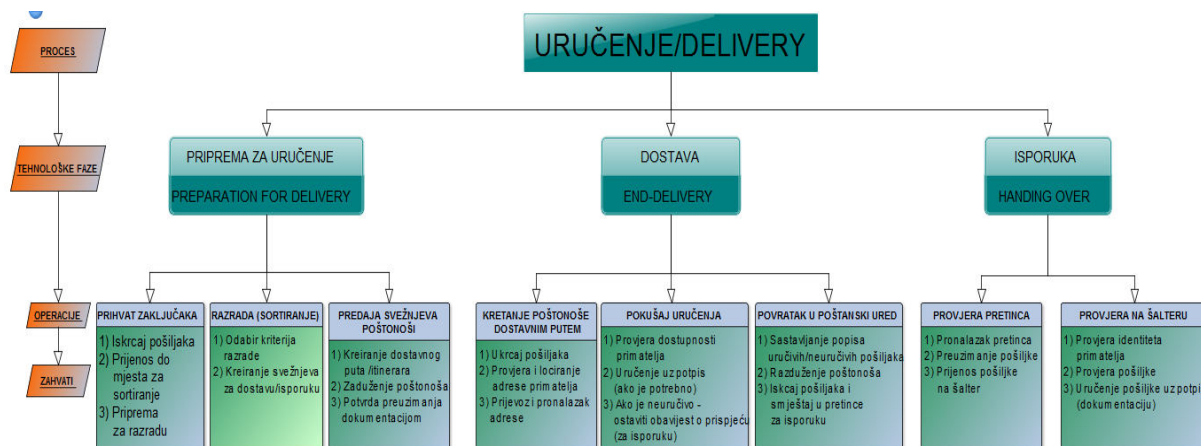 PROCES
URUČENJE/DELIVERY
TEHNOLOŠKE FAZE
PRIPREMA ZA URUČENJE
PREPARATION FOR DELIVERY
DOSTAVA
END-DELIVERY
ISPORUKA
HANDING OVER
OPERACIJE
ZAHVATI
PRIHVAT ZAKLJUČAKA
1) Iskrcaj pošiljaka
2) Prijenos do
mjesta za
sortiranje
3) Priprema
za razradu
RAZRADA (SORTIRANJE)
1) Odabir kriterija
razrade
2) Kreiranje svežnjeva
za dostavu/isporuku
PREDAJA SVEŽNJEVA
POŠTONOŠI
1) Kreiranje dostavnog
puta /itinerara
2) Zaduženje poštonoša
3) Potvrda preuzimanja
dokumentacijom
KRETANJE POŠTONOŠE
DOSTAVNIM PUTEM
1) Ukrcaj pošiljaka
2) Provjera i lociranje
adrese primatelja
3) Prijevoz i pronalazak
adrese
POKUŠAJ URUČENJA
1) Provjera dostupnosti
primatelja
2) Uručenje uz potpis
(ako je potrebno)
3) Ako je neuručivo -
ostaviti obavijest o prispjeću
(za isporuku)
POVRATAK U POŠTANSKI URED
1) Sastavljanje popisa
uručivih/neuručivih pošiljaka
2) Razduženje poštonoša
3) Iskcaj pošiljaka i
smještaj u pretince
za isporuku
PROVJERA PRETINCA
1) Pronalazak pretinca
2) Preuzimanje pošiljke
3) Prijenos pošiljke
na šalter
PROVJERA NA ŠALTERU
1) Provjera identiteta
primatelja
2) Provjera pošiljke
3) Uručenje pošiljke uz potpi
(dokumentaciju)